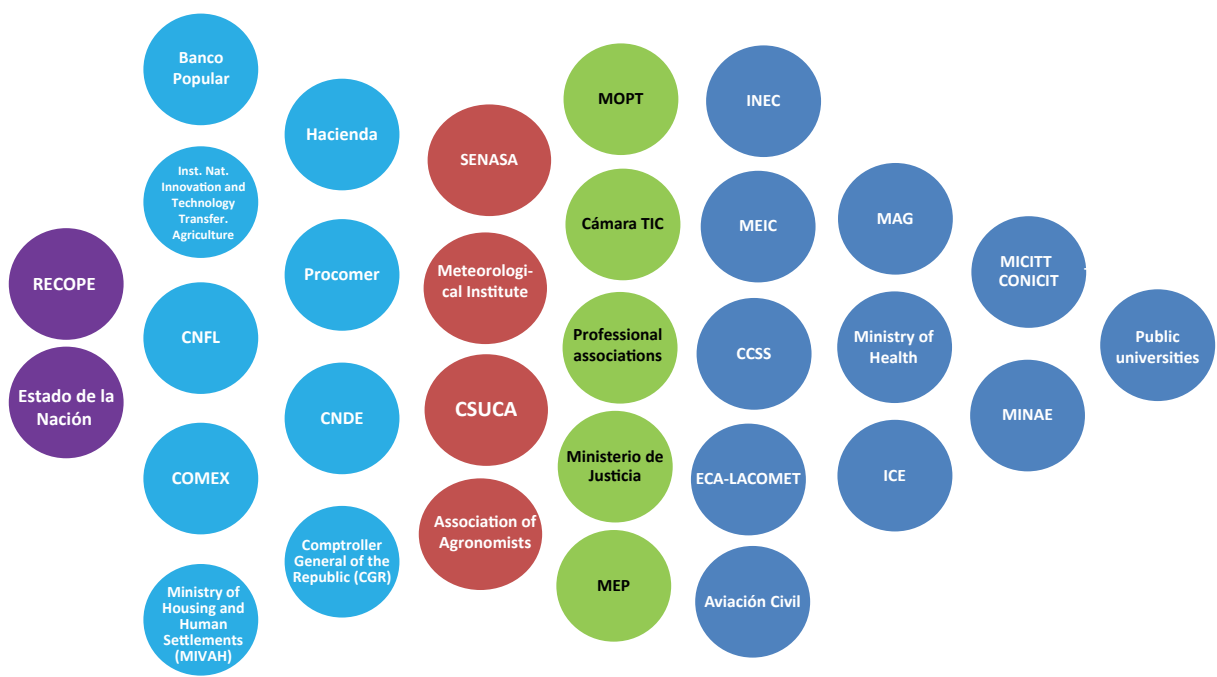 RECOPE
Estado de la
Nación
Banco
Popular
Inst. Nat.
Innovation and
Technology
Transfer.
Agriculture
CNFL
COMEX
Ministry of
Housing and
Human
Settlements
(MIVAH)
Hacienda
Procomer
CNDE
Comptroller
General of the
Republic (CGR)
SENASA
Meteorologi-
cal Institute
CSUCA
Association of
Agronomists
MOPT
Cámara TIC
Professional
associations
Ministerio de
Justicia
MEP
INEC
MEIC
CCSS
ECA-LACOMET
Aviación Civil
MAG
Ministry of
Health
ICE
MICITT
CONICIT
MINAE
Public
universities